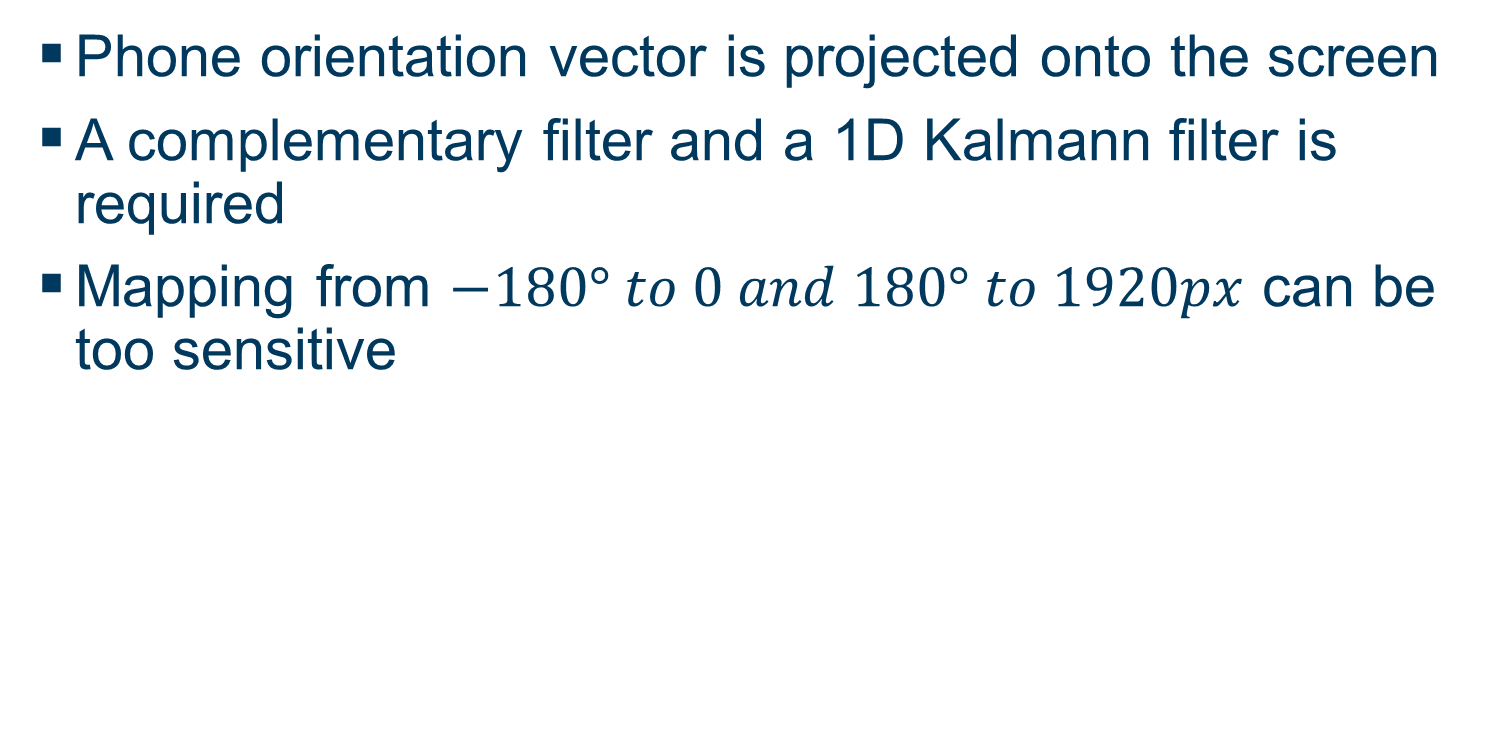 ▪ Phone orientation vector is projected onto the screen
▪ A complementary filter and a 1D Kalmann filter is
required
▪ Mapping from −180° to 0 and 180° to 1920px can be
too sensitive